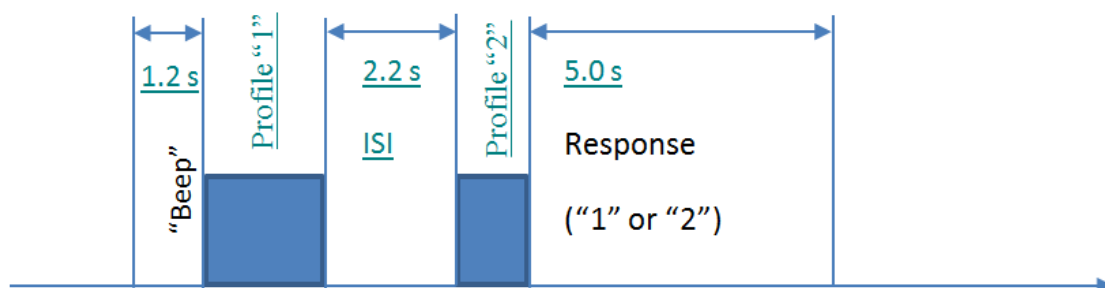 1.2 s
"Beep"
Profile "1"
2.2 s
ISI
Profile "2"
5.0 s
Response
("1" or "2")